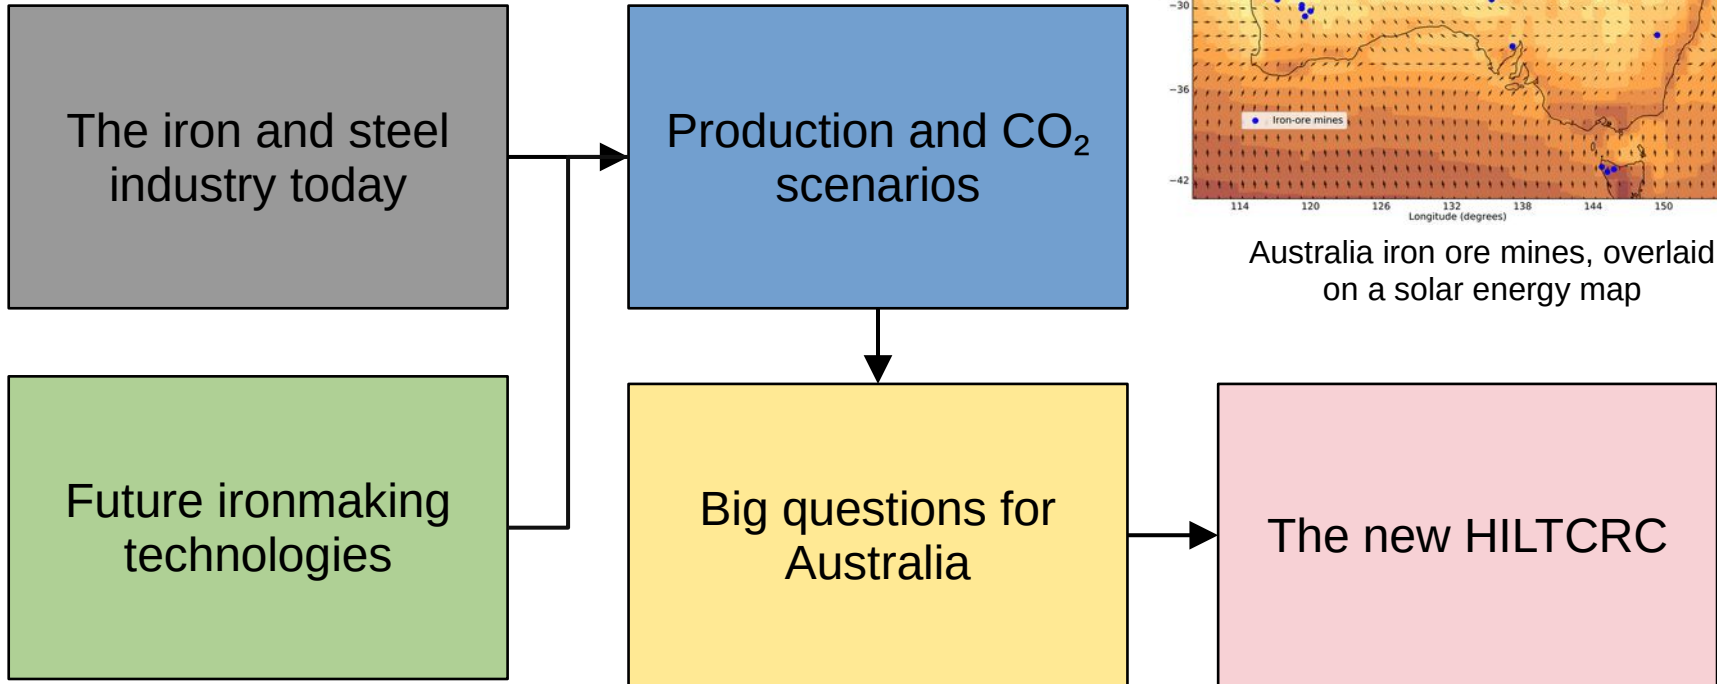 The iron and steel
industry today
Production and CO₂
scenarios
−30
−36
−42
Iron-ore mines
114 120 126 132 138 144 150
Longitude (degrees)
Australia iron ore mines, overlaid
on a solar energy map
Future ironmaking
technologies
Big questions for
Australia
The new HILTCRC